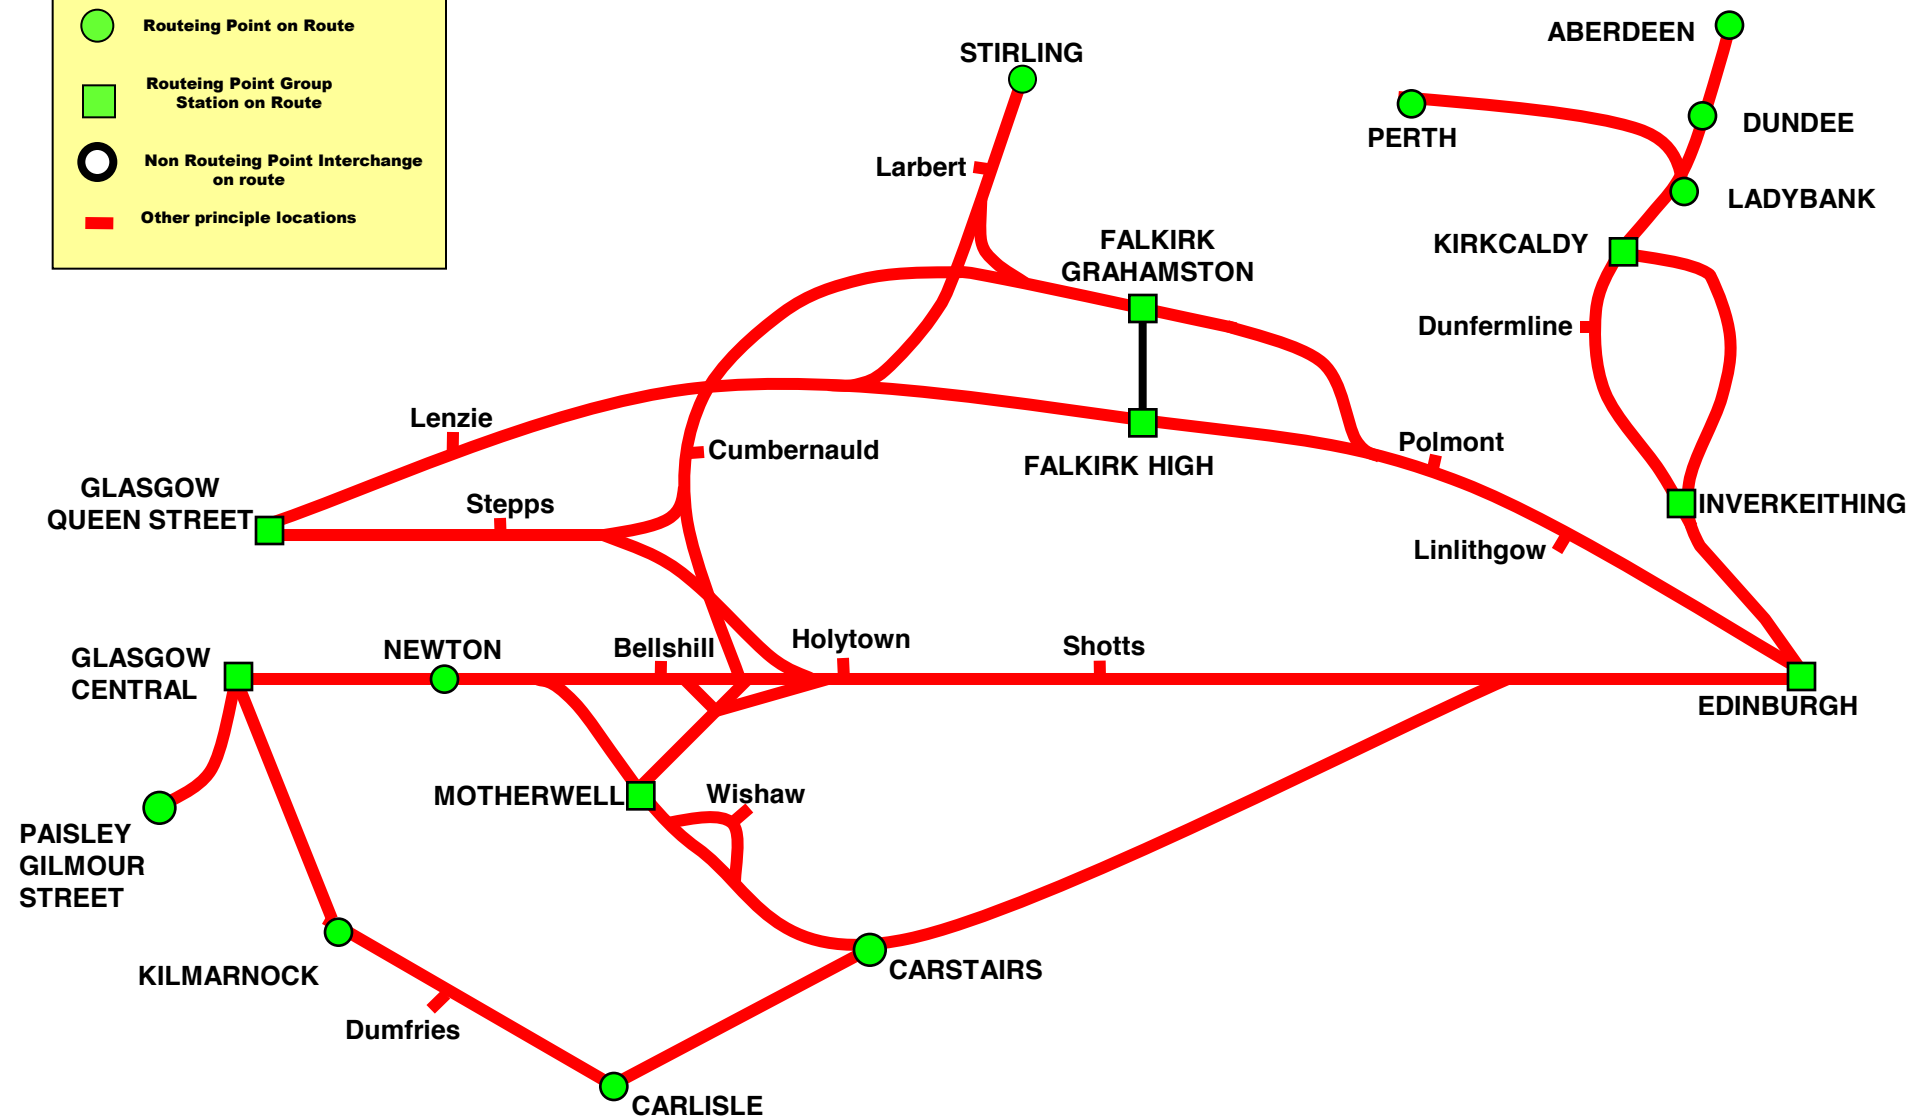 Routeing Point on Route
Routeing Point Group
Station on Route
Non Routeing Point Interchange
on route
Other principle locations
ABERDEEN
STIRLING
PERTH
DUNDEE
Larbert
LADYBANK
KIRKCALDY
FALKIRK
GRAHAMSTON
Dunfermline
Lenzie
Cumbernauld
Polmont
FALKIRK HIGH
GLASGOW
QUEEN STREET
Stepps
INVERKEITHING
Linlithgow
GLASGOW
CENTRAL
NEWTON
Bellshill
Holytown
Shotts
EDINBURGH
MOTHERWELL
Wishaw
PAISLEY
GILMOUR
STREET
KILMARNOCK
CARSTAIRS
Dumfries
CARLISLE